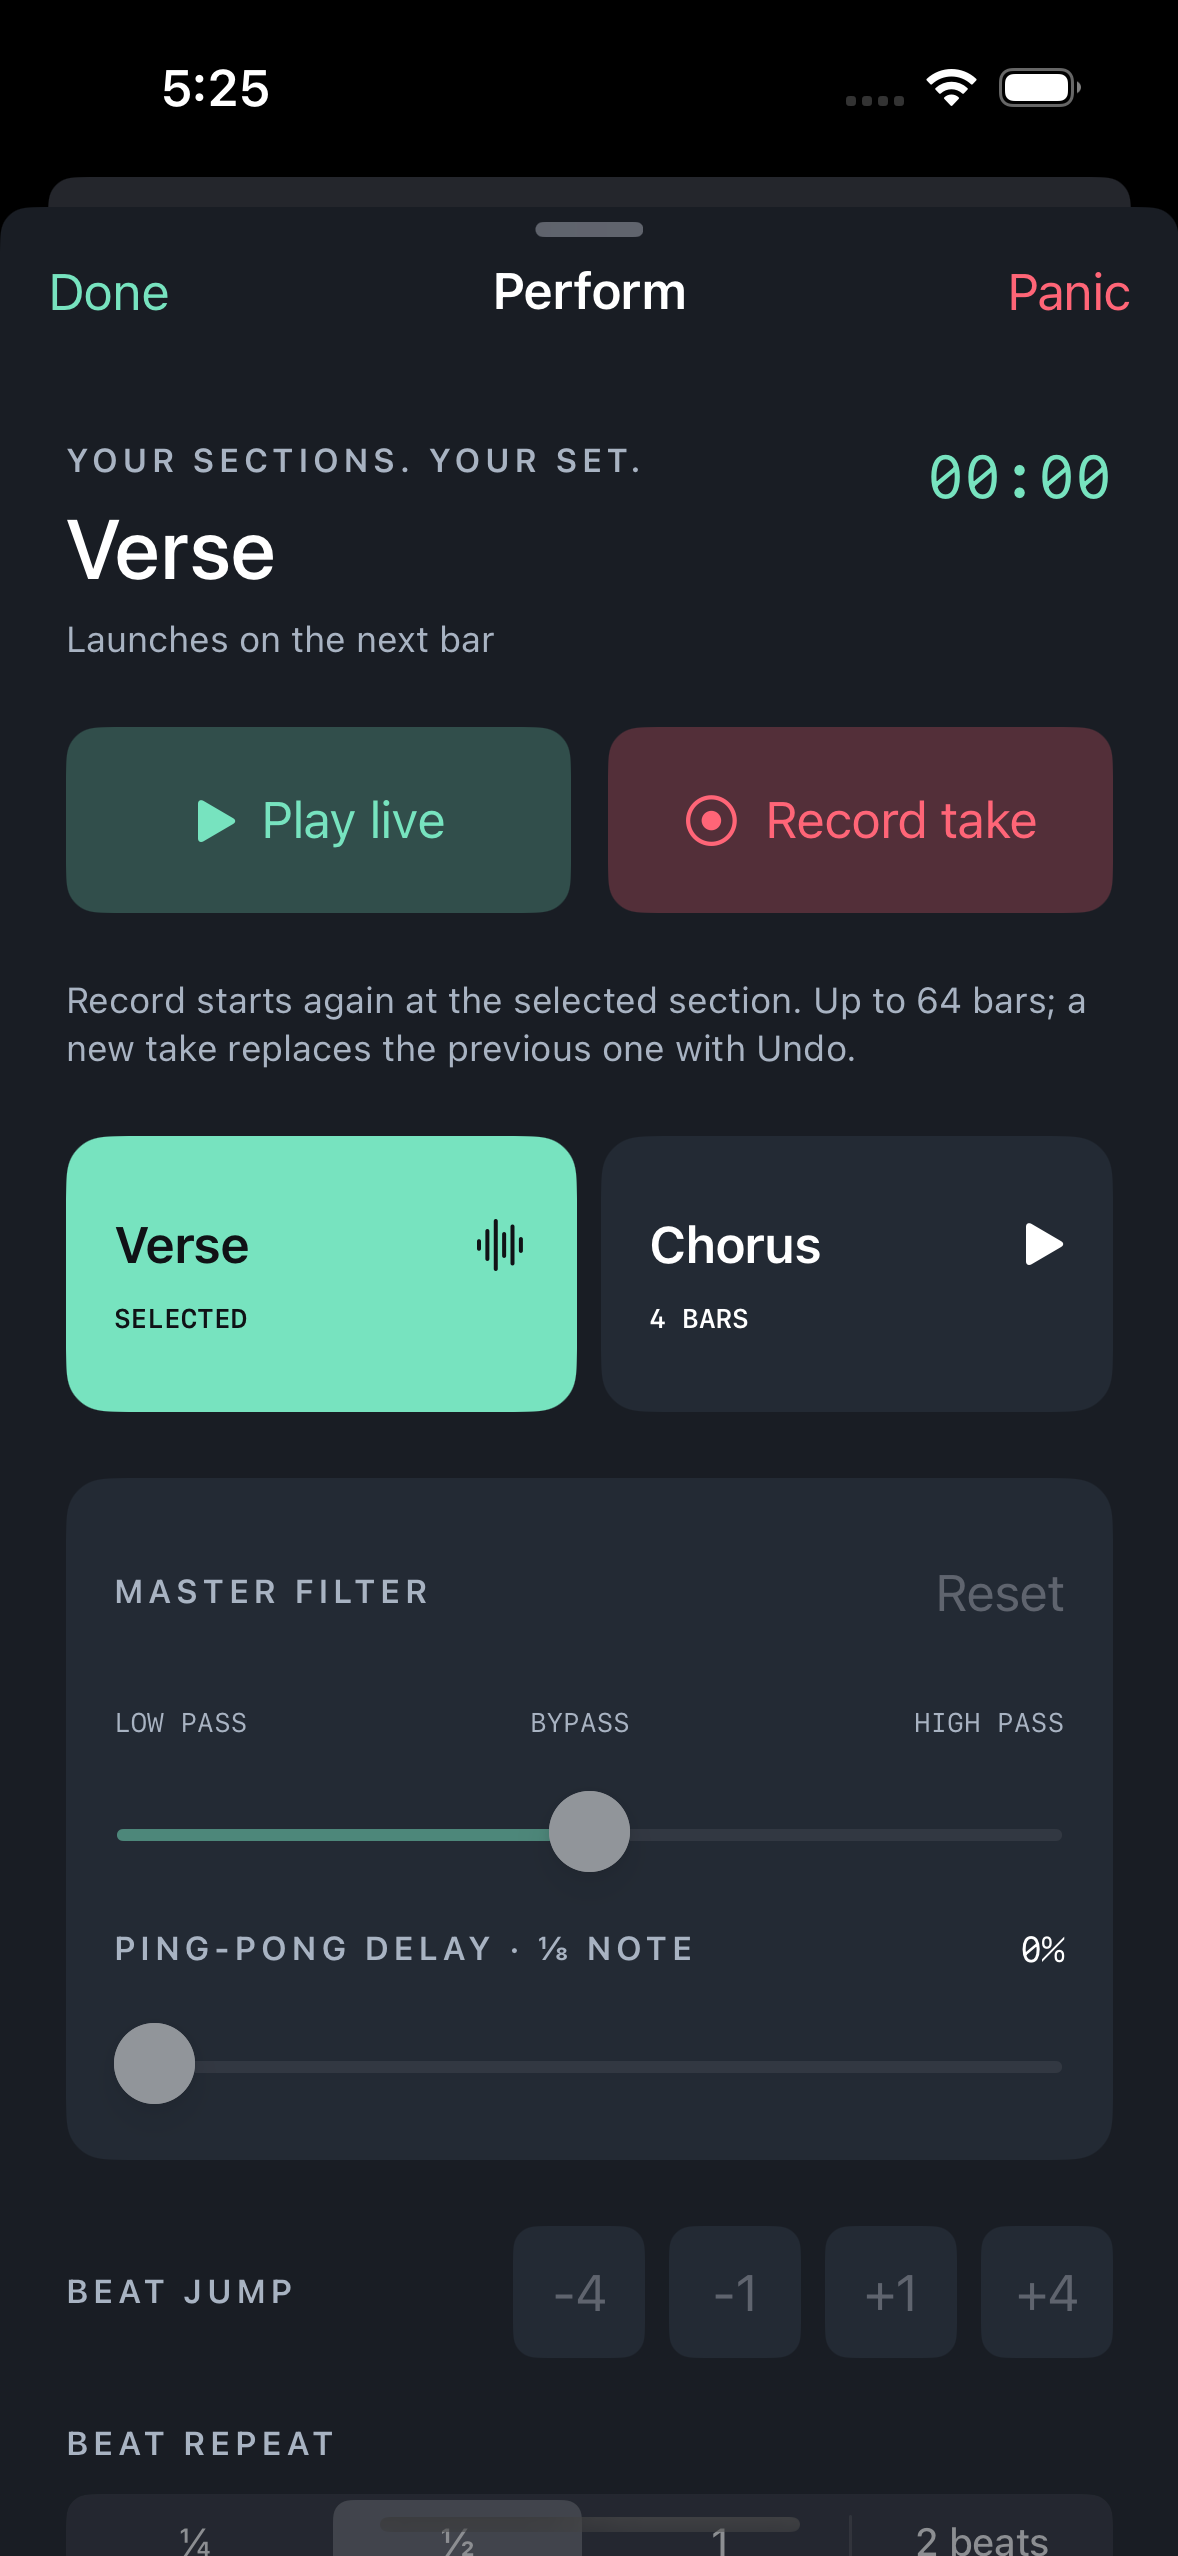 5:25
Done
Perform
Panic
YOUR SECTIONS. YOUR SET.
00:00
Verse
Launches on the next bar
Play live
Record take
Record starts again at the selected section. Up to 64 bars; a
new take replaces the previous one with Undo.
Verse
SELECTED
Chorus
4 BARS
MASTER FILTER
Reset
LOW PASS
BYPASS
HIGH PASS
PING-PONG DELAY · ⅛ NOTE
0%
BEAT JUMP
-4
-1
+1
+4
BEAT REPEAT
¼
½
1
2 beats